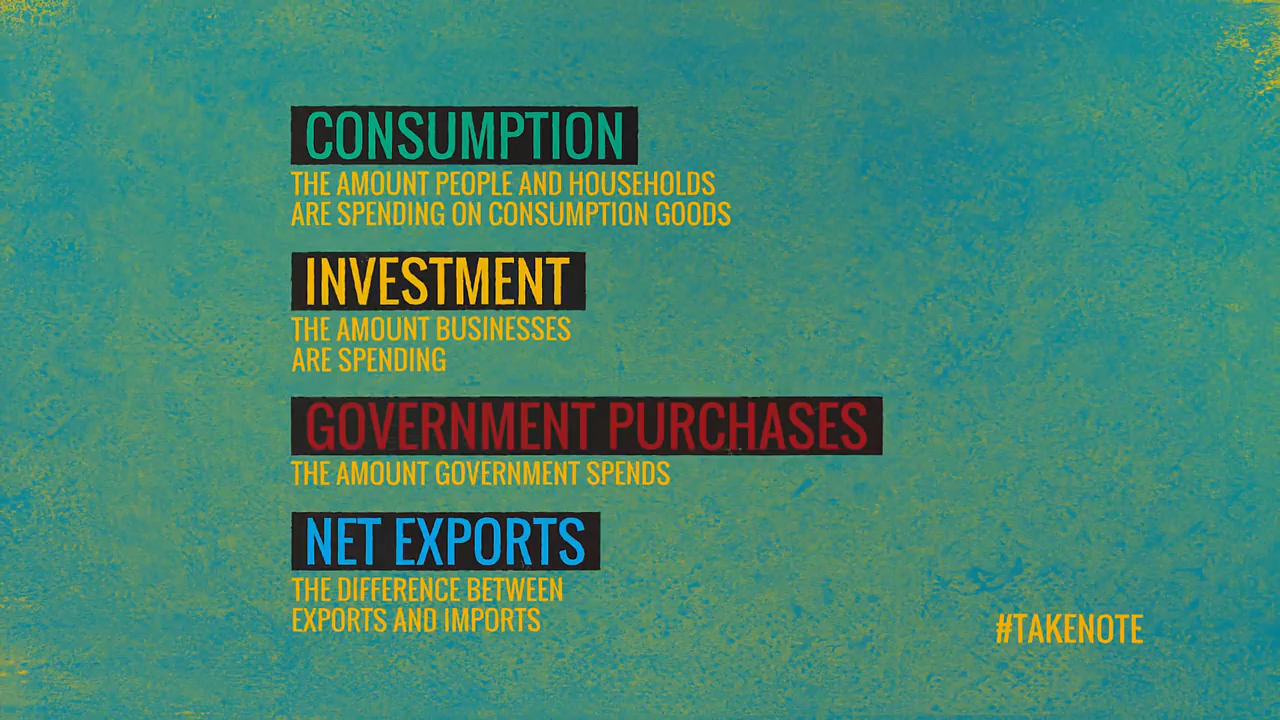 CONSUMPTION
THE AMOUNT PEOPLE AND HOUSEHOLDS
ARE SPENDING ON CONSUMPTION GOODS
INVESTMENT
THE AMOUNT BUSINESSES
ARE SPENDING
GOVERNMENT PURCHASES
THE AMOUNT GOVERNMENT SPENDS
NET EXPORTS
THE DIFFERENCE BETWEEN
EXPORTS AND IMPORTS
#TAKENOTE